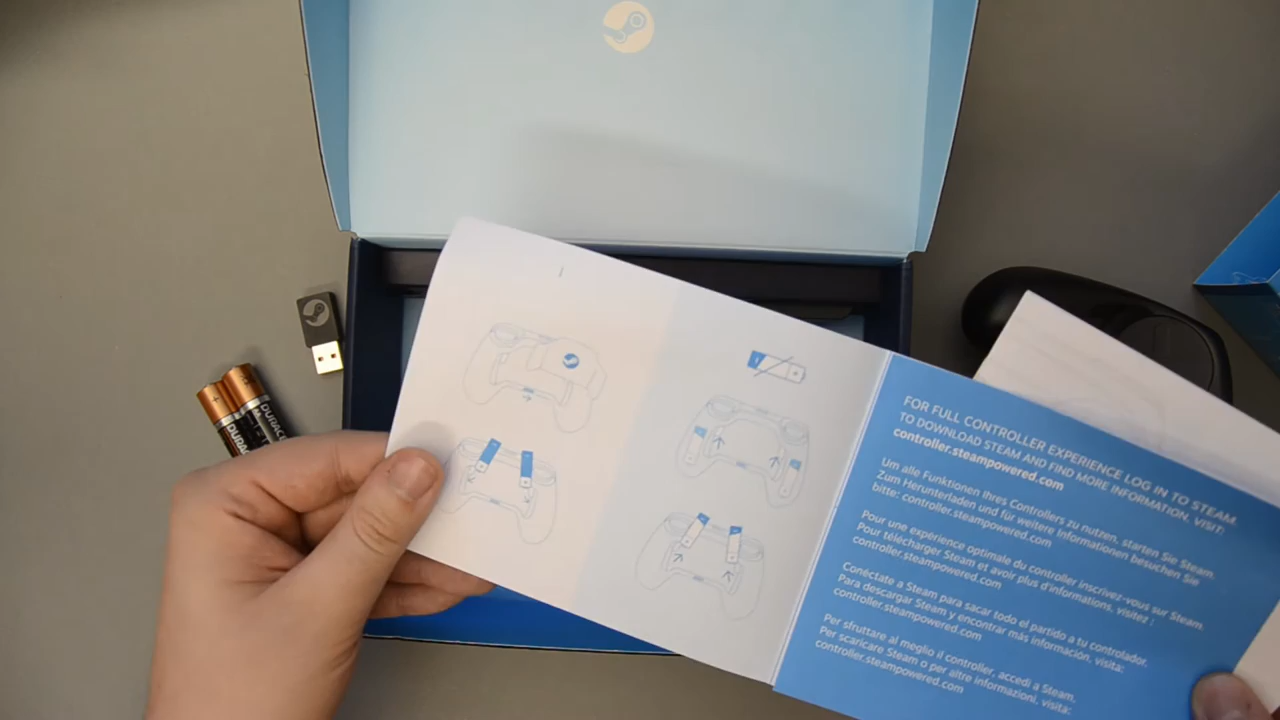 FOR FULL CONTROLLER EXPERIENCE LOG IN TO STEAM.
TO DOWNLOAD STEAM AND FIND MORE INFORMATION, VISIT:
controller.steampowered.com
Um alle Funktionen Ihres Controllers zu nutzen, starten Sie Steam.
Zum Herunterladen und für weitere Informationen besuchen Sie
bitte: controller.steampowered.com
Pour une expérience optimale du controller inscrivez-vous sur Steam.
Pour télécharger Steam et avoir plus d'informations, visitez :
controller.steampowered.com
Conéctate a Steam para sacar todo el partido a tu controlador.
Para descargar Steam y encontrar más información, visita:
controller.steampowered.com
Per sfruttare al meglio il controller, accedi a Steam.
Per scaricare Steam o per altre informazioni, visita:
controller.steampowered.com